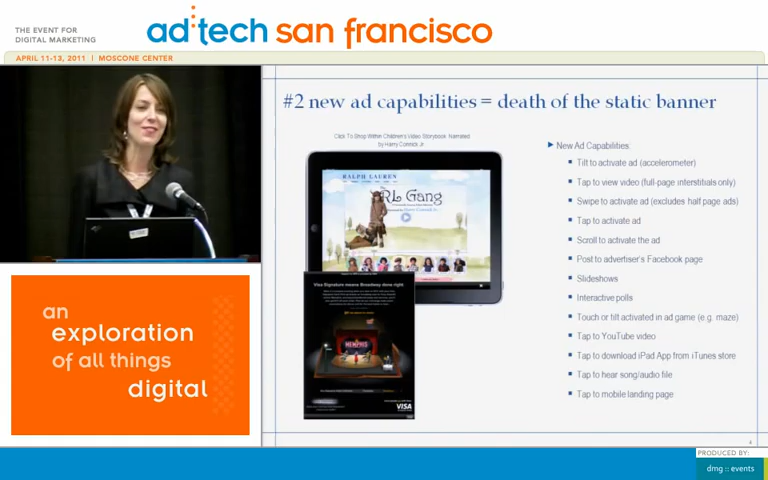 THE EVENT FOR
DIGITAL MARKETING
ad:tech san francisco
APRIL 11-13, 2011 | MOSCONE CENTER
#2 new ad capabilities = death of the static banner
Click To Shop Within Children's Video Storybook Narrated
by Harry Connick Jr
RALPH LAUREN
RL Gang
Visa Signature means Broadway done right.
MEMPHIS
VISA
New Ad Capabilities:
Tilt to activate ad (accelerometer)
Tap to view video (full-page interstitials only)
Swipe to activate ad (excludes half page ads)
Tap to activate ad
Scroll to activate the ad
Post to advertiser's Facebook page
Slideshows
Interactive polls
Touch or tilt activated in ad game (e.g. maze)
Tap to YouTube video
Tap to download iPad App from iTunes store
Tap to hear song/audio file
Tap to mobile landing page
4
an
exploration
of all things
digital
PRODUCED BY:
dmg :: events